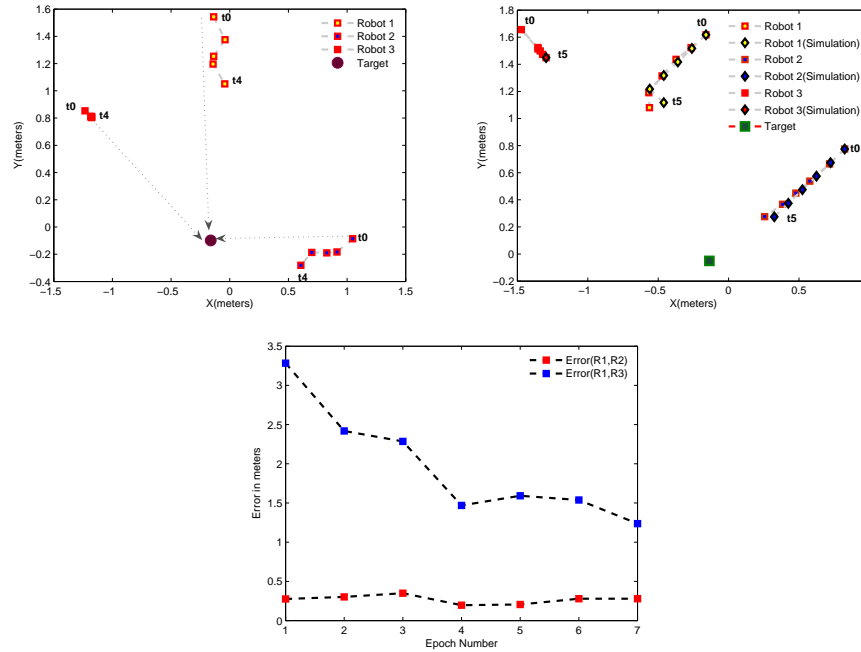 1.6
1.4
1.2
1
0.8
0.6
0.4
0.2
0
−0.2
−0.4
−1.5
−1
−0.5
0
0.5
1
1.5
X(meters)
Y(meters)
t0
t4
t0
t4
t0
t4
Robot 1
Robot 2
Robot 3
Target
1.8
1.6
1.4
1.2
1
0.8
0.6
0.4
0.2
0
−0.2
−1.5
−1
−0.5
0
0.5
X(meters)
Y(meters)
t0
t5
t0
t5
t0
t5
Robot 1
Robot 1(Simulation)
Robot 2
Robot 2(Simulation)
Robot 3
Robot 3(Simulation)
Target
3.5
3
2.5
2
1.5
1
0.5
0
1
2
3
4
5
6
7
Epoch Number
Error in meters
Error(R1,R2)
Error(R1,R3)